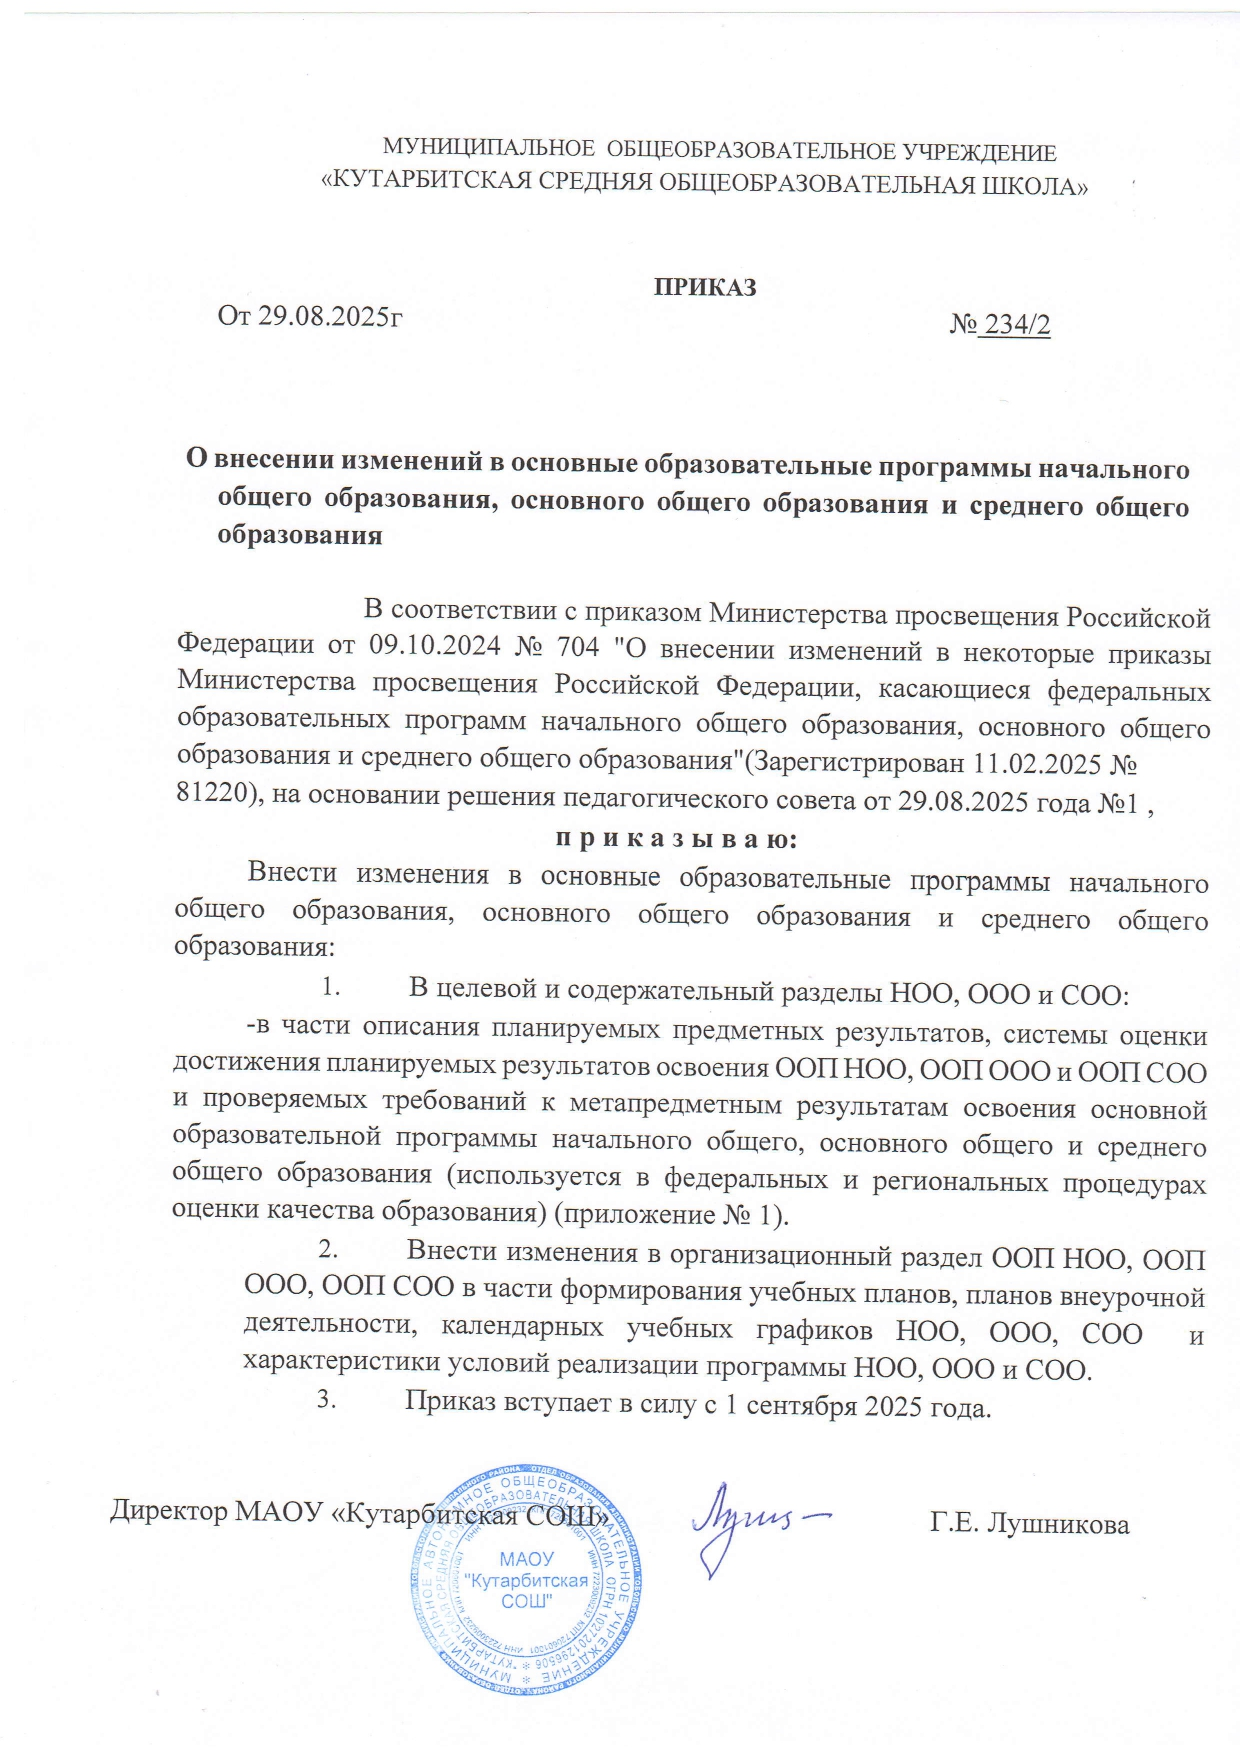 МУНИЦИПАЛЬНОЕ ОБЩЕОБРАЗОВАТЕЛЬНОЕ УЧРЕЖДЕНИЕ
«КУТАРБИТСКАЯ СРЕДНЯЯ ОБЩЕОБРАЗОВАТЕЛЬНАЯ ШКОЛА»
ПРИКАЗ
От 29.08.2025г № 234/2
О внесении изменений в основные образовательные программы начального
общего образования, основного общего образования и среднего общего
образования
В соответствии с приказом Министерства просвещения Российской
Федерации от 09.10.2024 № 704 "О внесении изменений в некоторые приказы
Министерства просвещения Российской Федерации, касающиеся федеральных
образовательных программ начального общего образования, основного общего
образования и среднего общего образования"(Зарегистрирован 11.02.2025 №
81220), на основании решения педагогического совета от 29.08.2025 года №1 ,
п р и к а з ы в а ю:
Внести изменения в основные образовательные программы начального
общего образования, основного общего образования и среднего общего
образования:
1. В целевой и содержательный разделы НОО, ООО и СОО:
-в части описания планируемых предметных результатов, системы оценки
достижения планируемых результатов освоения ООП НОО, ООП ООО и ООП СОО
и проверяемых требований к метапредметным результатам освоения основной
образовательной программы начального общего, основного общего и среднего
общего образования (используется в федеральных и региональных процедурах
оценки качества образования) (приложение № 1).
2. Внести изменения в организационный раздел ООП НОО, ООП
ООО, ООП СОО в части формирования учебных планов, планов внеурочной
деятельности, календарных учебных графиков НОО, ООО, СОО и
характеристики условий реализации программы НОО, ООО и СОО.
3. Приказ вступает в силу с 1 сентября 2025 года.
Директор МАОУ «Кутарбитская СОШ» Г.Е. Лушникова
МУНИЦИПАЛЬНОЕ АВТОНОМНОЕ ОБЩЕОБРАЗОВАТЕЛЬНОЕ УЧРЕЖДЕНИЕ
"КУТАРБИТСКАЯ СРЕДНЯЯ ОБЩЕОБРАЗОВАТЕЛЬНАЯ ШКОЛА
МАОУ
"Кутарбитская
СОШ"